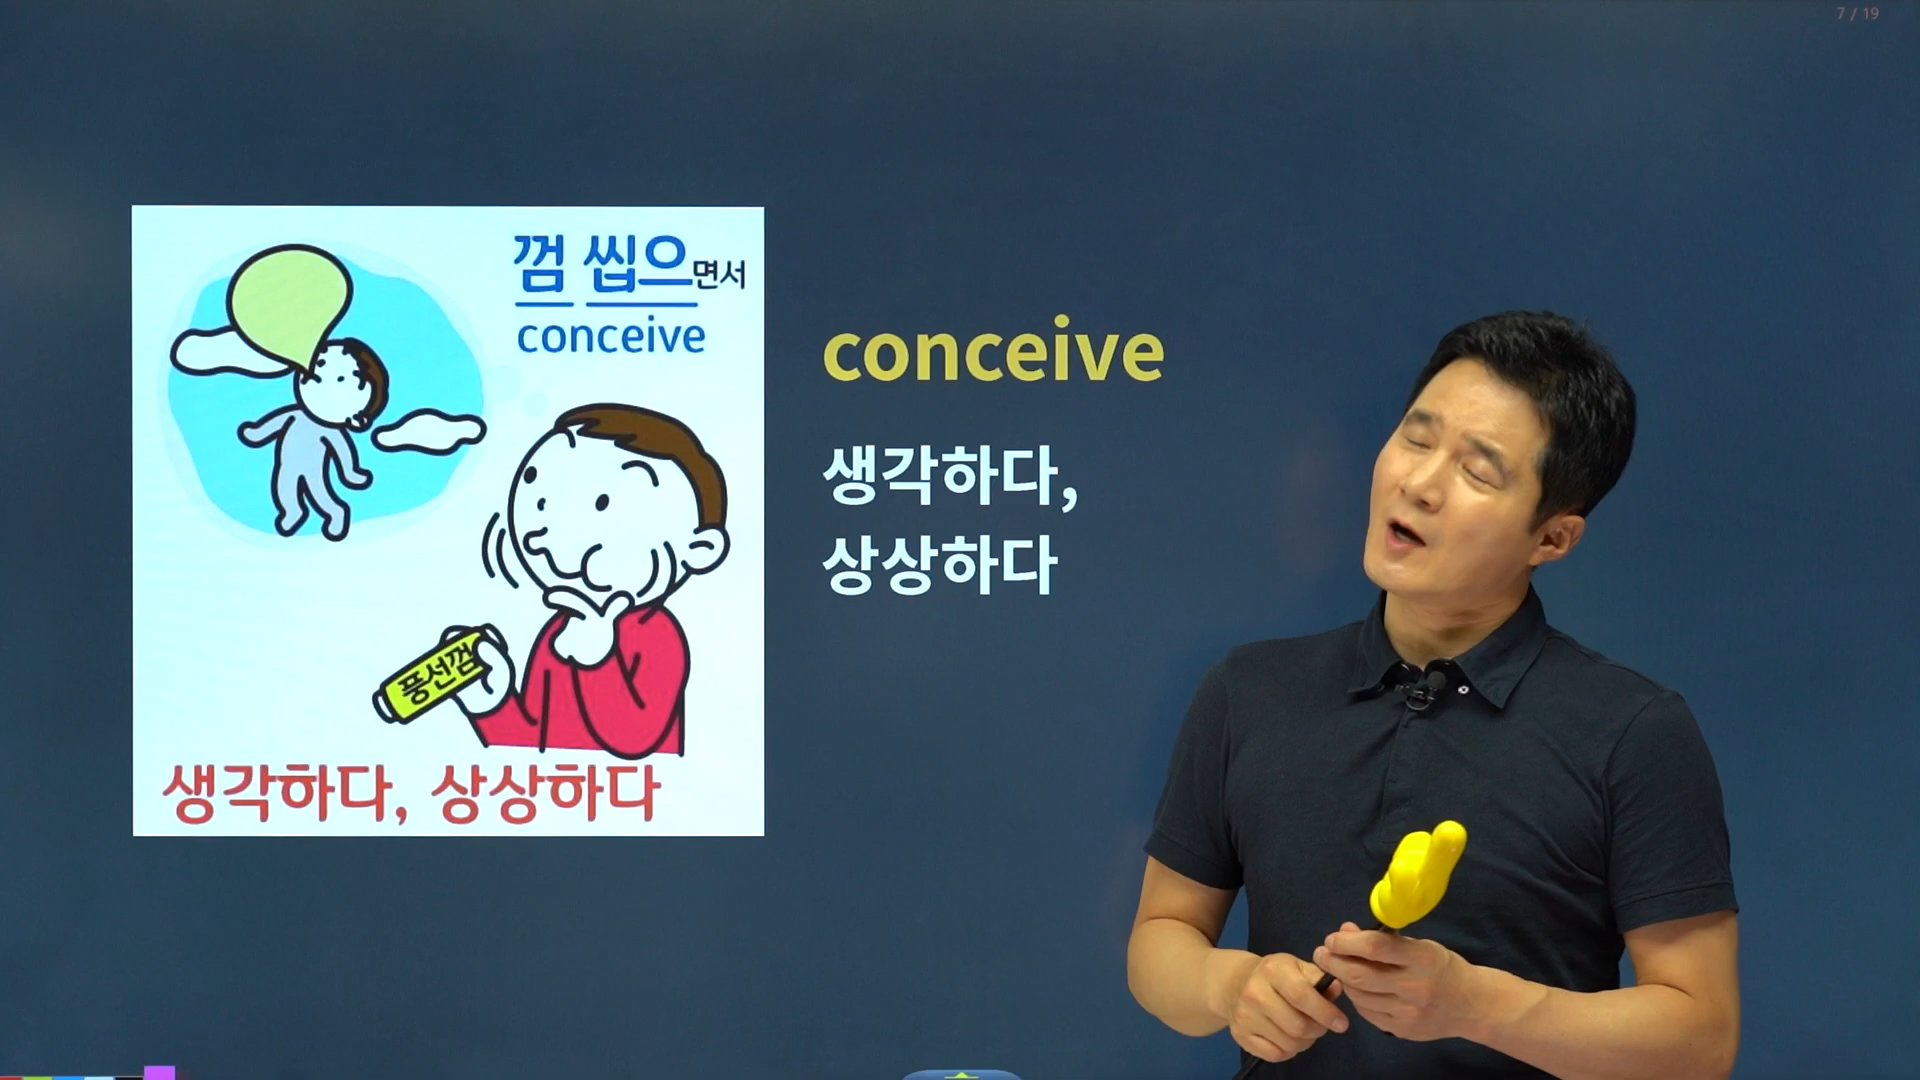 7 / 19
껌 씹으면서
conceive
풍선껌
생각하다, 상상하다
conceive
생각하다,
상상하다